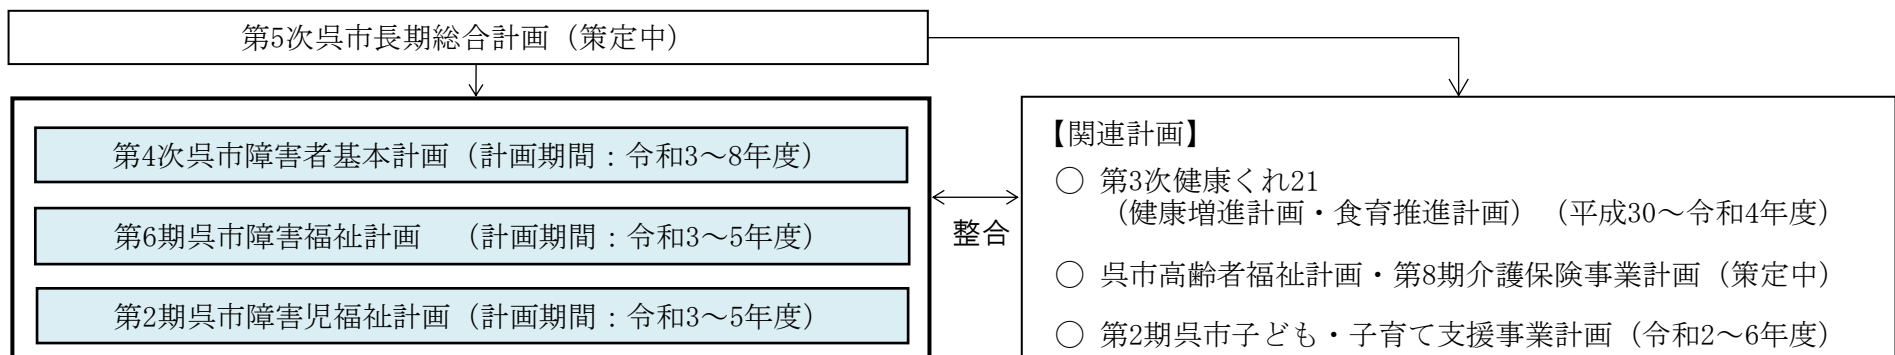 第5次呉市長期総合計画（策定中）
第4次呉市障害者基本計画（計画期間：令和3～8年度）
第6期呉市障害福祉計画　（計画期間：令和3～5年度）
第2期呉市障害児福祉計画（計画期間：令和3～5年度）
整合
【関連計画】
○ 第3次健康くれ21
（健康増進計画・食育推進計画）（平成30～令和4年度）
○ 呉市高齢者福祉計画・第8期介護保険事業計画（策定中）
○ 第2期呉市子ども・子育て支援事業計画（令和2～6年度）